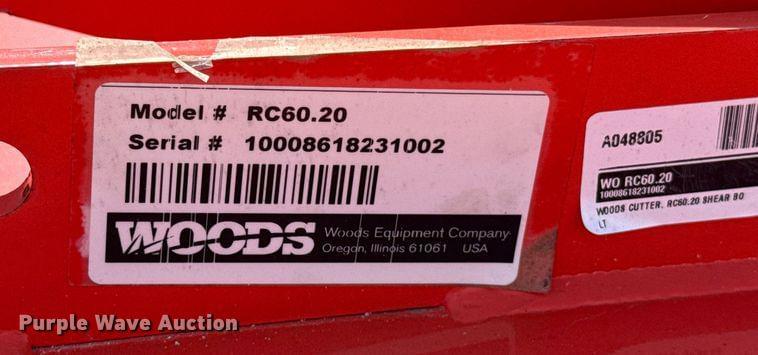 Model # RC60.20
Serial # 10008618231002
WOODS
Woods Equipment Company
Oregon, Illinois 61061 USA
A048805
WO RC60.20
10008618231002
WOODS CUTTER, RC60.20 SHEAR BO
LT
Purple Wave Auction